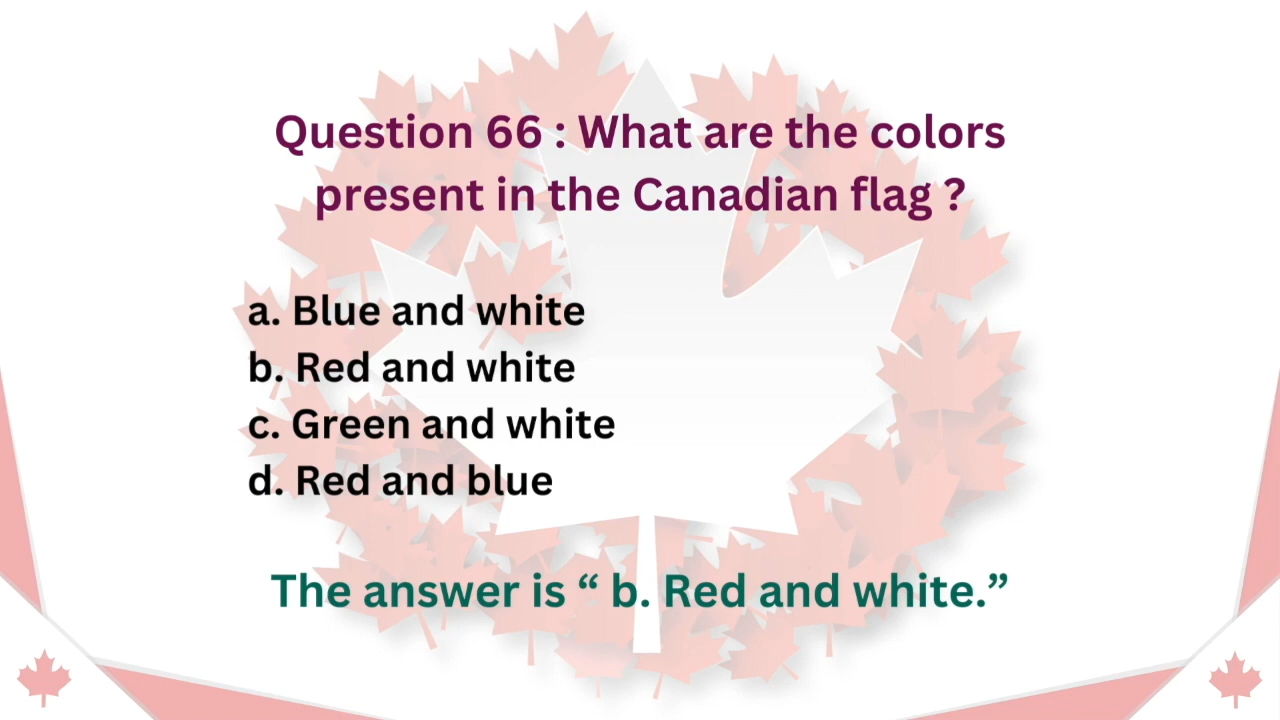 Question 66 : What are the colors
present in the Canadian flag ?
a. Blue and white
b. Red and white
c. Green and white
d. Red and blue
The answer is “ b. Red and white.”